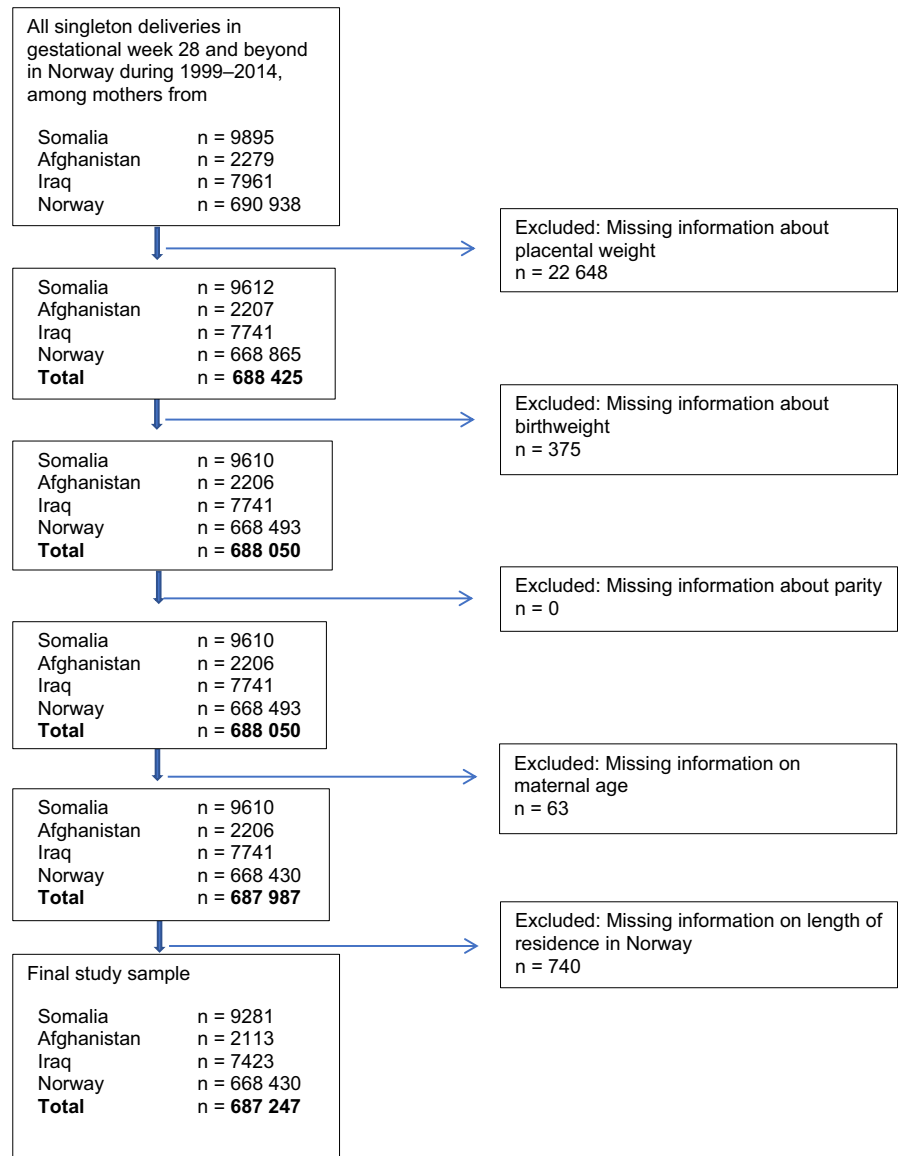 All singleton deliveries in
gestational week 28 and beyond
in Norway during 1999–2014,
among mothers from
Somalia n = 9895
Afghanistan n = 2279
Iraq n = 7961
Norway n = 690 938
Excluded: Missing information about
placental weight
n = 22 648
Somalia n = 9612
Afghanistan n = 2207
Iraq n = 7741
Norway n = 668 865
Total n = 688 425
Excluded: Missing information about
birthweight
n = 375
Somalia n = 9610
Afghanistan n = 2206
Iraq n = 7741
Norway n = 668 493
Total n = 688 050
Excluded: Missing information about parity
n = 0
Somalia n = 9610
Afghanistan n = 2206
Iraq n = 7741
Norway n = 668 493
Total n = 688 050
Excluded: Missing information on
maternal age
n = 63
Somalia n = 9610
Afghanistan n = 2206
Iraq n = 7741
Norway n = 668 430
Total n = 687 987
Excluded: Missing information on length of
residence in Norway
n = 740
Final study sample
Somalia n = 9281
Afghanistan n = 2113
Iraq n = 7423
Norway n = 668 430
Total n = 687 247